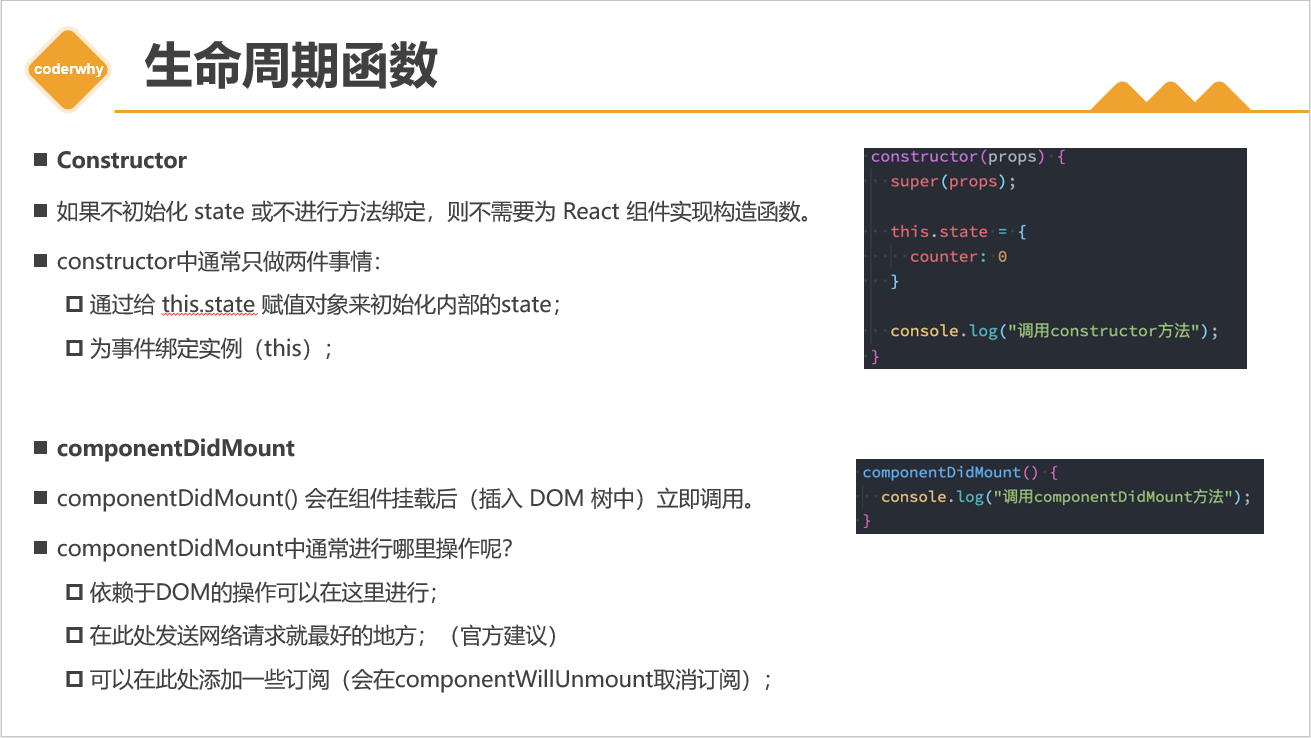 coderwhy
生命周期函数
Constructor
如果不初始化 state 或不进行方法绑定，则不需要为 React 组件实现构造函数。
constructor中通常只做两件事情：
通过给 this.state 赋值对象来初始化内部的state；
为事件绑定实例（this）；
constructor(props) {
super(props);
this.state = {
counter: 0
}
console.log("调用constructor方法");
}
componentDidMount
componentDidMount() 会在组件挂载后（插入 DOM 树中）立即调用。
componentDidMount中通常进行哪里操作呢？
依赖于DOM的操作可以在这里进行；
在此处发送网络请求就最好的地方；（官方建议）
可以在此处添加一些订阅（会在componentWillUnmount取消订阅）；
componentDidMount() {
console.log("调用componentDidMount方法");
}